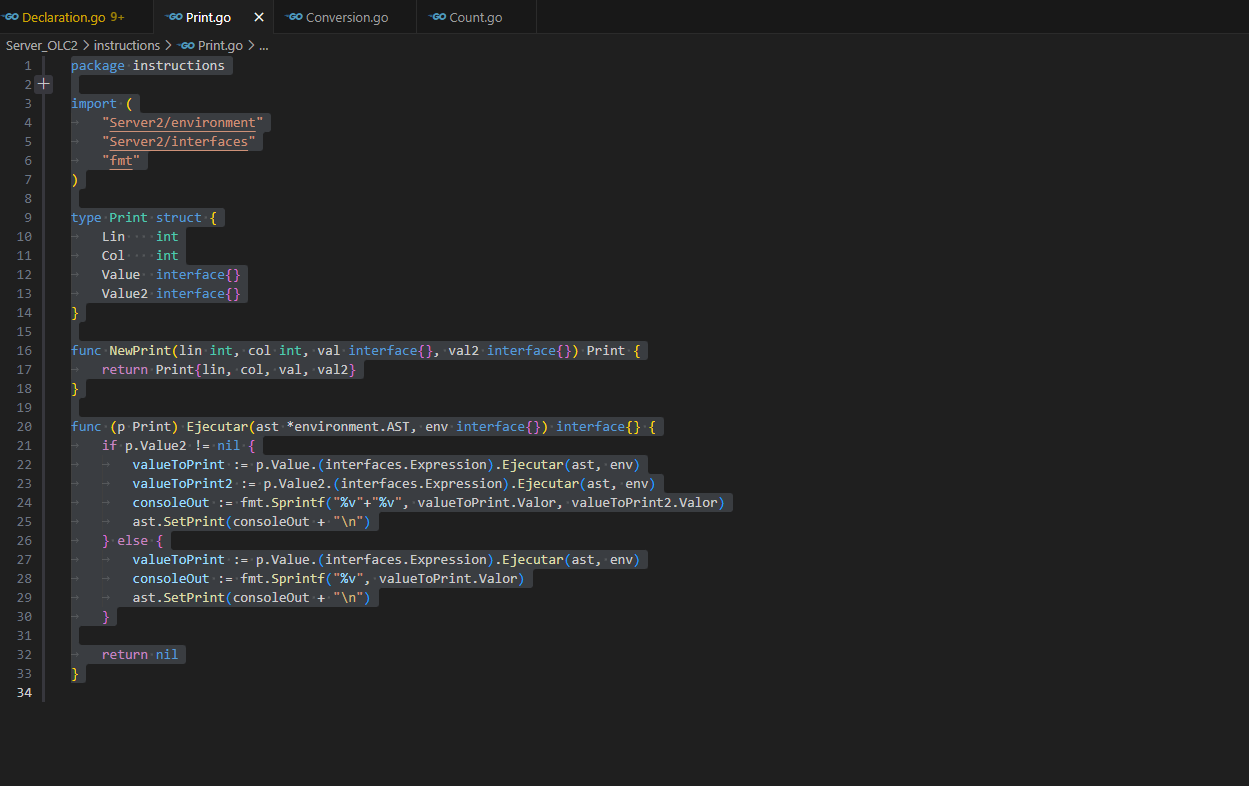 GO Declaration.go 9+ GO Print.go × GO Conversion.go GO Count.go
Server_OLC2 > instructions > GO Print.go > ...
1 package instructions
2
3 import (
4 "Server2/environment"
5 "Server2/interfaces"
6 "fmt"
7 )
8
9 type Print struct {
10 Lin int
11 Col int
12 Value interface{}
13 Value2 interface{}
14 }
15
16 func NewPrint(lin int, col int, val interface{}, val2 interface{}) Print {
17 return Print{lin, col, val, val2}
18 }
19
20 func (p Print) Ejecutar(ast *environment.AST, env interface{}) interface{} {
21 if p.Value2 != nil {
22 valueToPrint := p.Value.(interfaces.Expression).Ejecutar(ast, env)
23 valueToPrint2 := p.Value2.(interfaces.Expression).Ejecutar(ast, env)
24 consoleOut := fmt.Sprintf("%v"+"%v", valueToPrint.Valor, valueToPrint2.Valor)
25 ast.SetPrint(consoleOut + "\n")
26 } else {
27 valueToPrint := p.Value.(interfaces.Expression).Ejecutar(ast, env)
28 consoleOut := fmt.Sprintf("%v", valueToPrint.Valor)
29 ast.SetPrint(consoleOut + "\n")
30 }
31
32 return nil
33 }
34